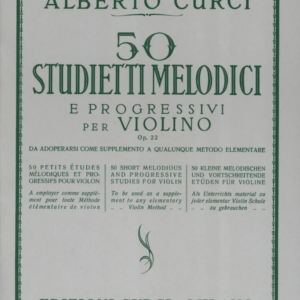 ALBERTO CURCI
50
STUDIETTI MELODICI
E PROGRESSIVI
PER VIOLINO
Op. 22
DA ADOPERARSI COME SUPPLEMENTO A QUALUNQUE METODO ELEMENTARE
50 PETITS ÉTUDES
MÉLODIQUES ET PRO-
GRESSIFS POUR VIOLON
A employer comme supplé-
ment pour toute Méthode
élémentaire de violon
50 SHORT MELODIOUS
AND PROGRESSIVE
STUDIES FOR VIOLIN
To be used as a supple-
ment to any elementary
„ „ Violin Method „ „
50 KLEINE MELODISCHEN
UND VORTSCHREITENDE
ETÜDEN FÜR VIOLINE
Als Unterrichts material zu
jeder elementar Violin Schule
„ „ zu gebrauchen „ „